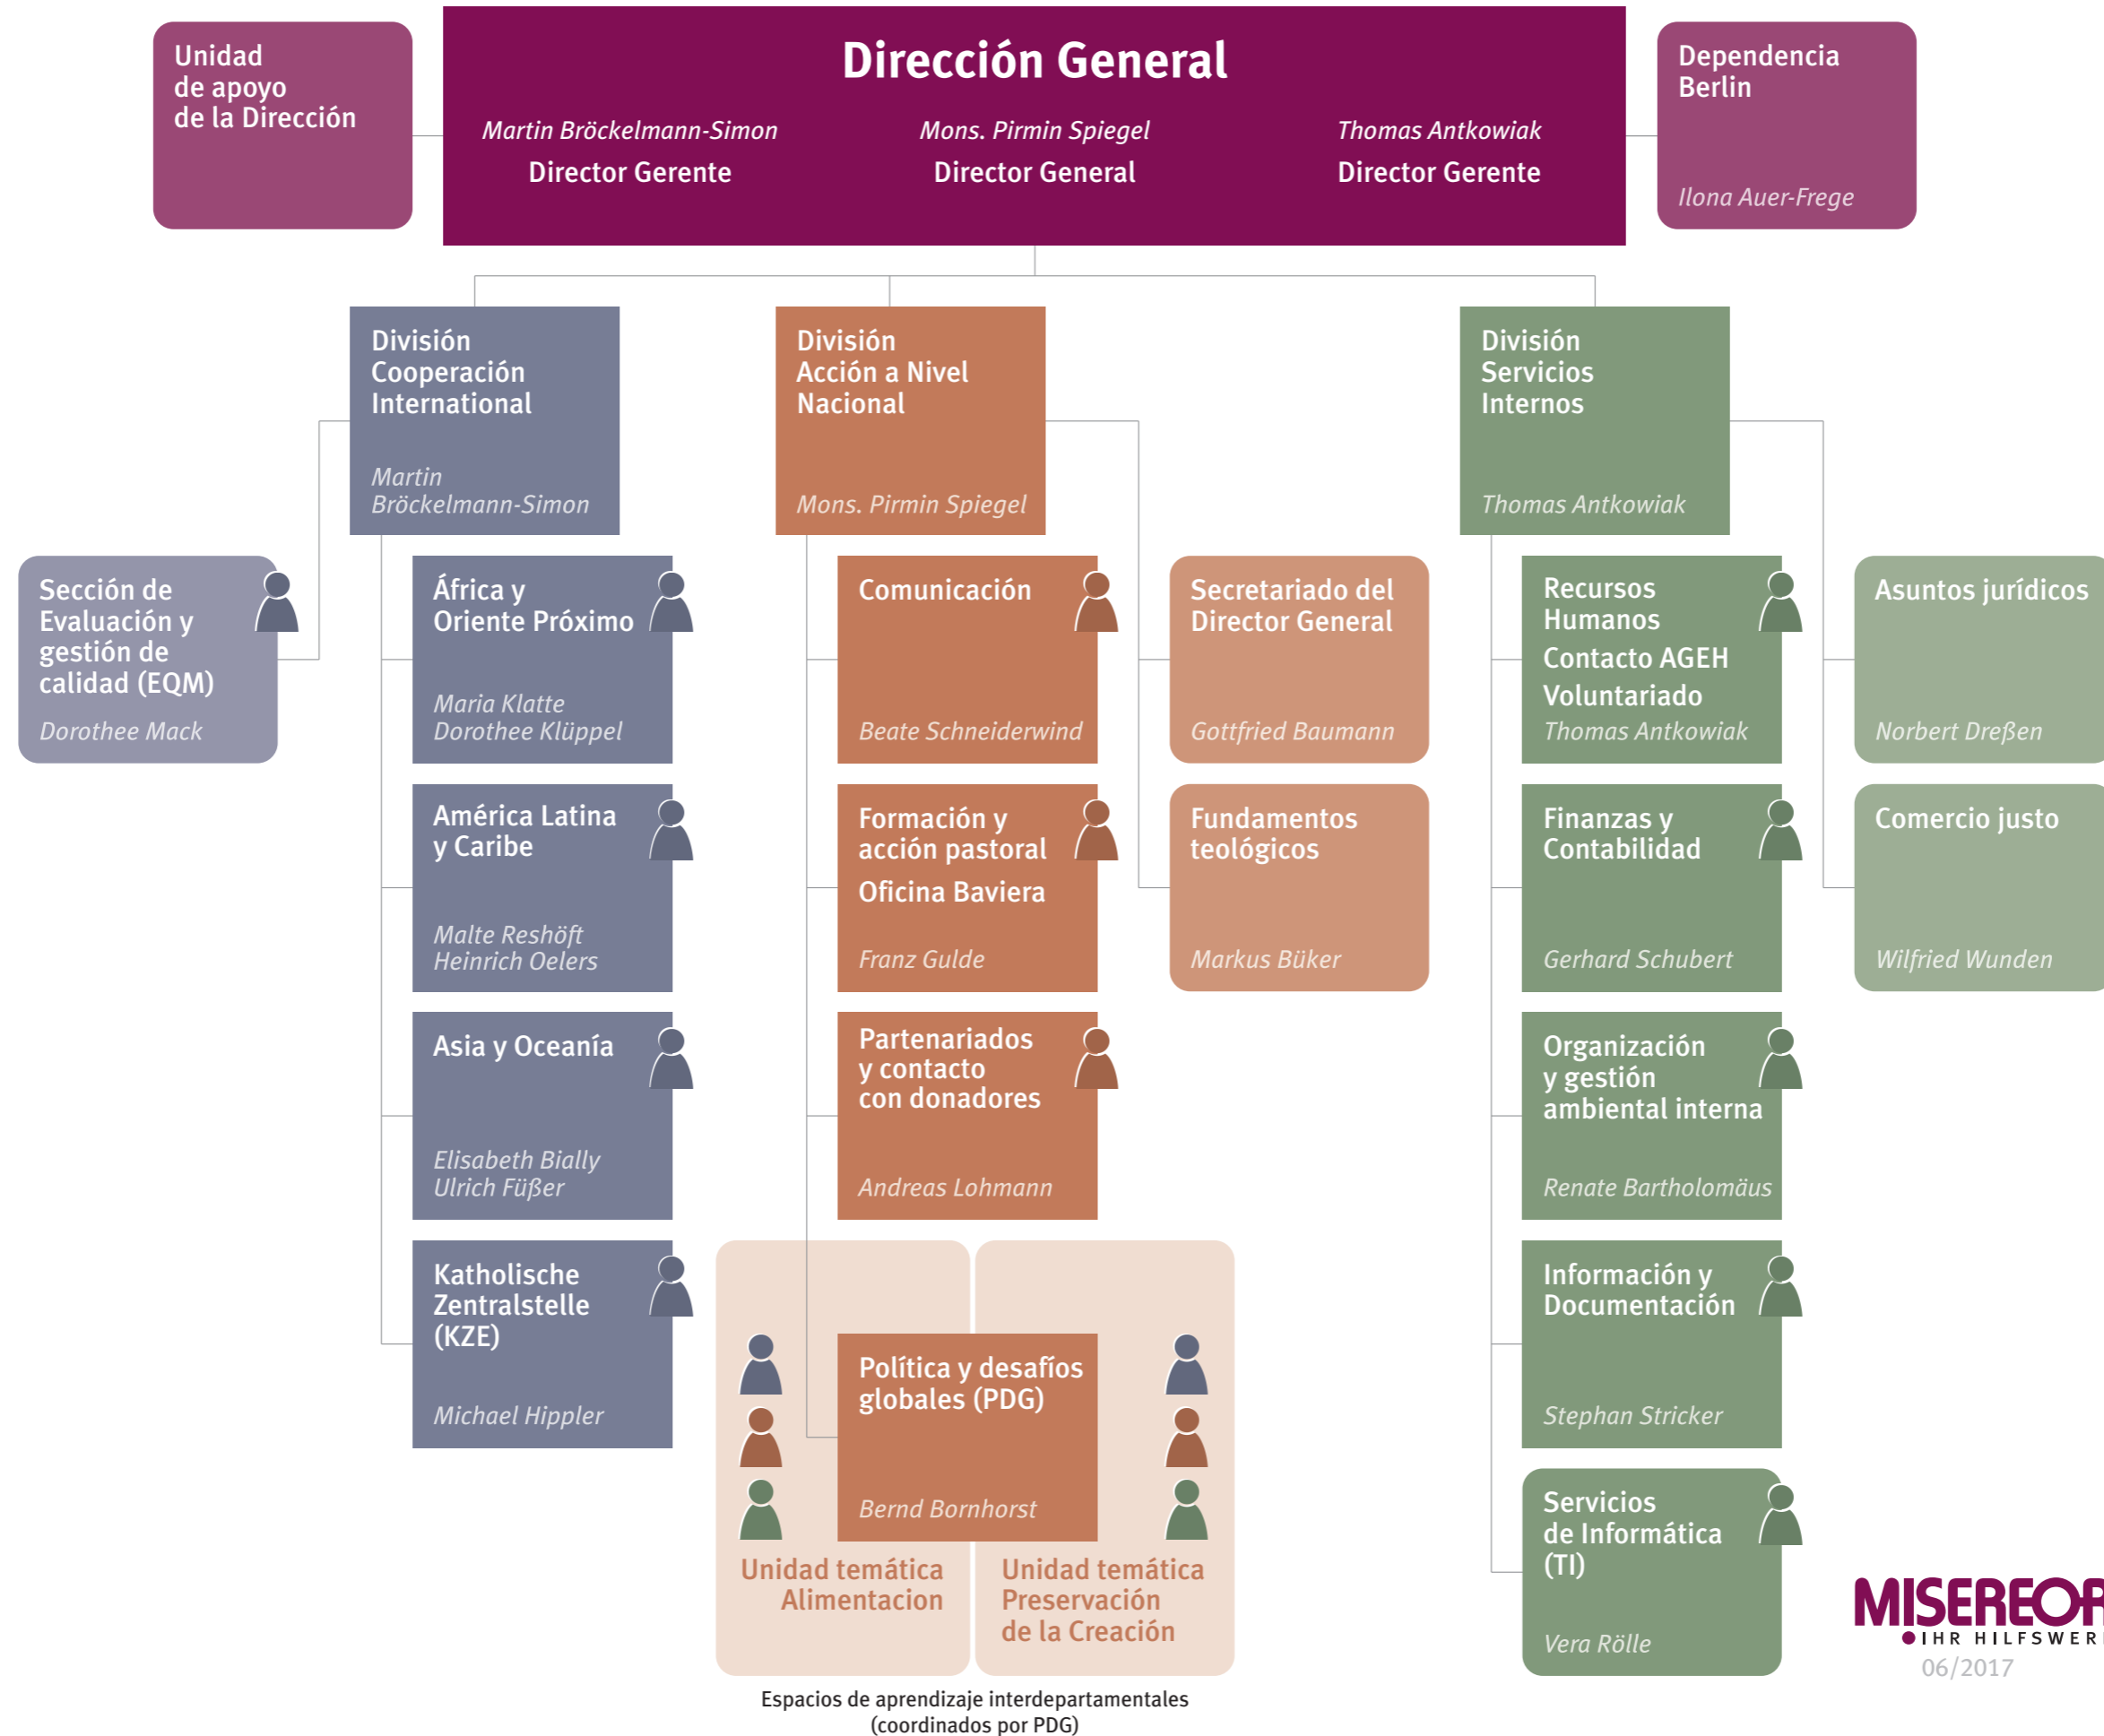 Unidad
de apoyo
de la Dirección
Dirección General
Martin Bröckelmann-Simon
Director Gerente
Mons. Pirmin Spiegel
Director General
Thomas Antkowiak
Director Gerente
Dependencia
Berlin
Ilona Auer-Frege
División
Cooperación
International
Martin
Bröckelmann-Simon
División
Acción a Nivel
Nacional
Mons. Pirmin Spiegel
División
Servicios
Internos
Thomas Antkowiak
Sección de
Evaluación y
gestión de
calidad (EQM)
Dorothee Mack
África y
Oriente Próximo
Maria Klatte
Dorothee Klüppel
Comunicación
Beate Schneiderwind
Secretariado del
Director General
Gottfried Baumann
Recursos
Humanos
Contacto AGEH
Voluntariado
Thomas Antkowiak
Asuntos jurídicos
Norbert Dreßen
América Latina
y Caribe
Malte Reshöft
Heinrich Oelers
Formación y
acción pastoral
Oficina Baviera
Franz Gulde
Fundamentos
teológicos
Markus Büker
Finanzas y
Contabilidad
Gerhard Schubert
Comercio justo
Wilfried Wunden
Asia y Oceanía
Elisabeth Bially
Ulrich Füßer
Partenariados
y contacto
con donadores
Andreas Lohmann
Organización
y gestión
ambiental interna
Renate Bartholomäus
Katholische
Zentralstelle
(KZE)
Michael Hippler
Política y desafíos
globales (PDG)
Bernd Bornhorst
Unidad temática
Alimentacion
Unidad temática
Preservación
de la Creación
Espacios de aprendizaje interdepartamentales
(coordinados por PDG)
Información y
Documentación
Stephan Stricker
Servicios
de Informática
(TI)
Vera Rölle
MISEREOR
IHR HILFSWER
06/2017